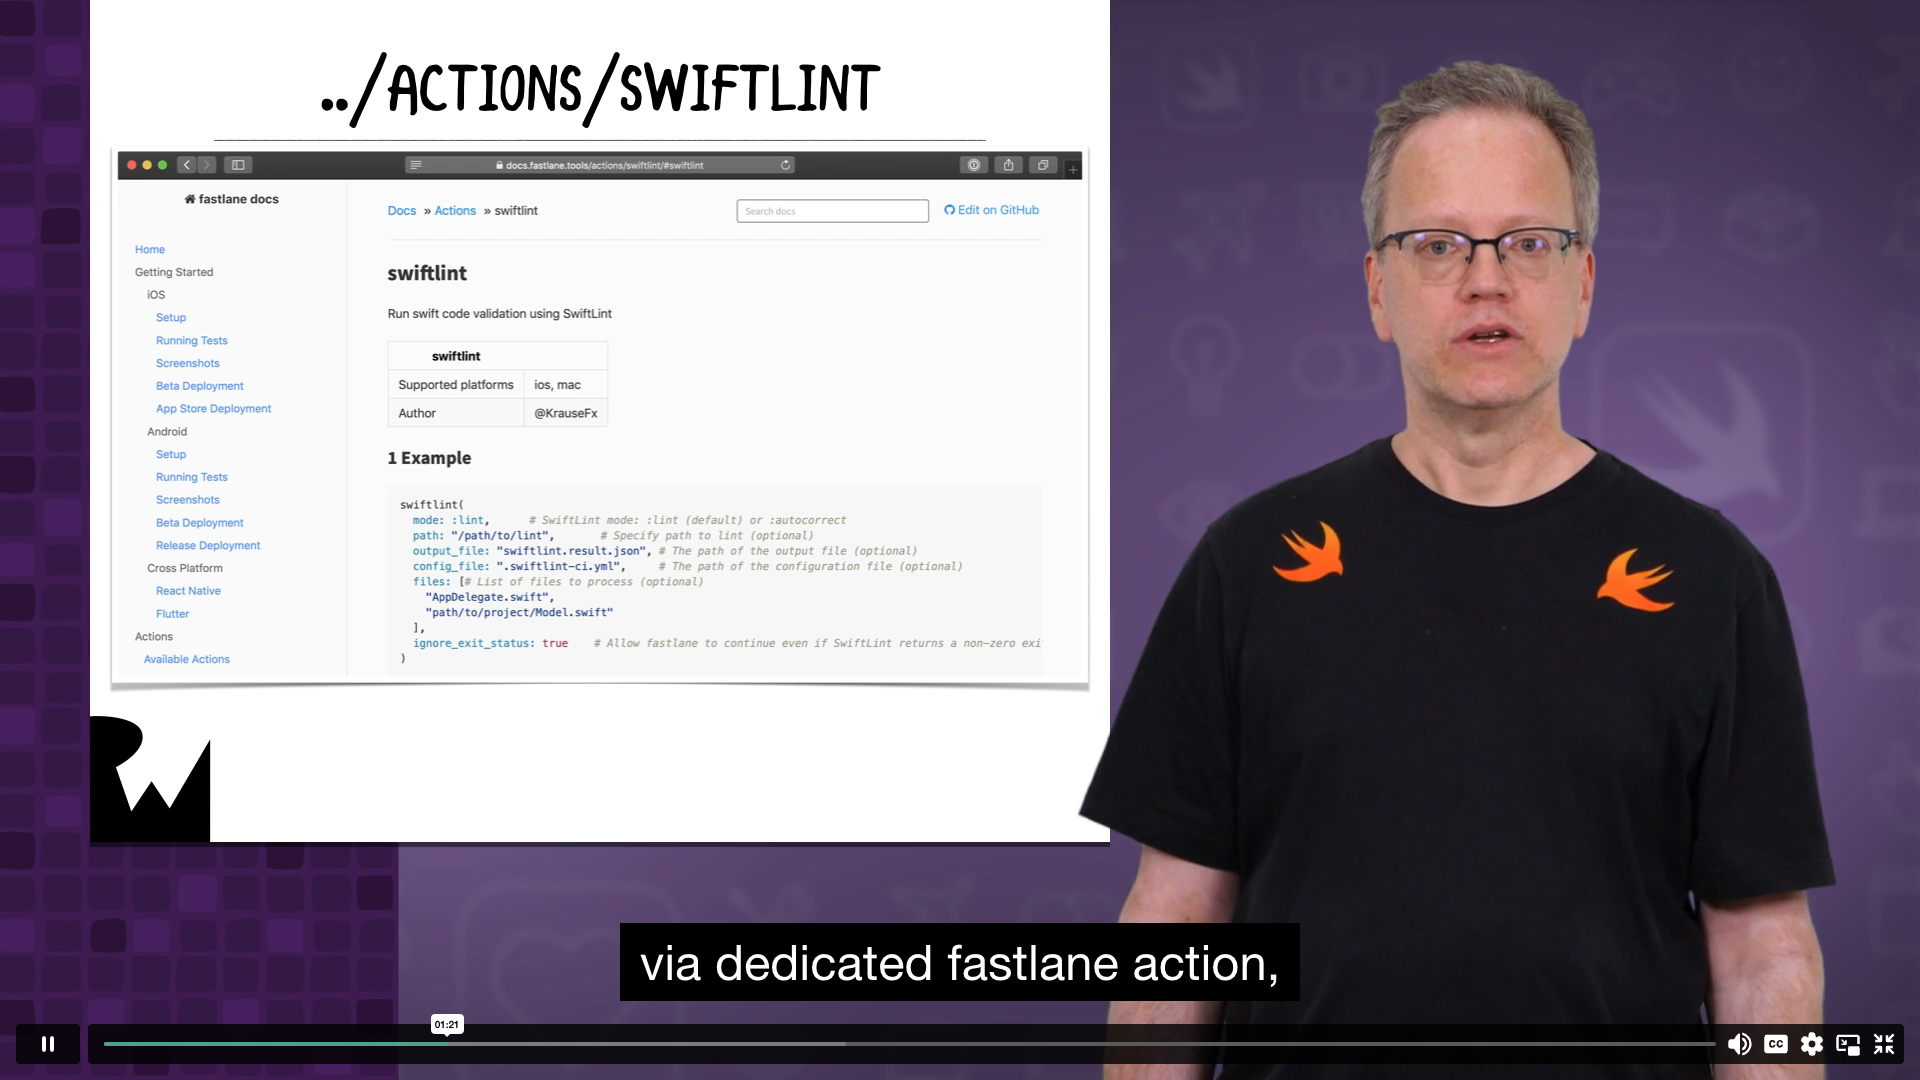 ../ACTIONS/SWIFTLINT
docs.fastlane.tools/actions/swiftlint/#swiftlint
fastlane docs
Docs » Actions » swiftlint
Search docs
Edit on GitHub
Home
Getting Started
iOS
Setup
Running Tests
Screenshots
Beta Deployment
App Store Deployment
Android
Setup
Running Tests
Screenshots
Beta Deployment
Release Deployment
Cross Platform
React Native
Flutter
Actions
Available Actions
swiftlint
Run swift code validation using SwiftLint
swiftlint
Supported platforms ios, mac
Author @KrauseFx
1 Example
swiftlint(
mode: :lint, # SwiftLint mode: :lint (default) or :autocorrect
path: "/path/to/lint", # Specify path to lint (optional)
output_file: "swiftlint.result.json", # The path of the output file (optional)
config_file: ".swiftlint-ci.yml", # The path of the configuration file (optional)
files: [# List of files to process (optional)
"AppDelegate.swift",
"path/to/project/Model.swift"
],
ignore_exit_status: true # Allow fastlane to continue even if SwiftLint returns a non-zero exi
)
RW
via dedicated fastlane action,
01:21
CC